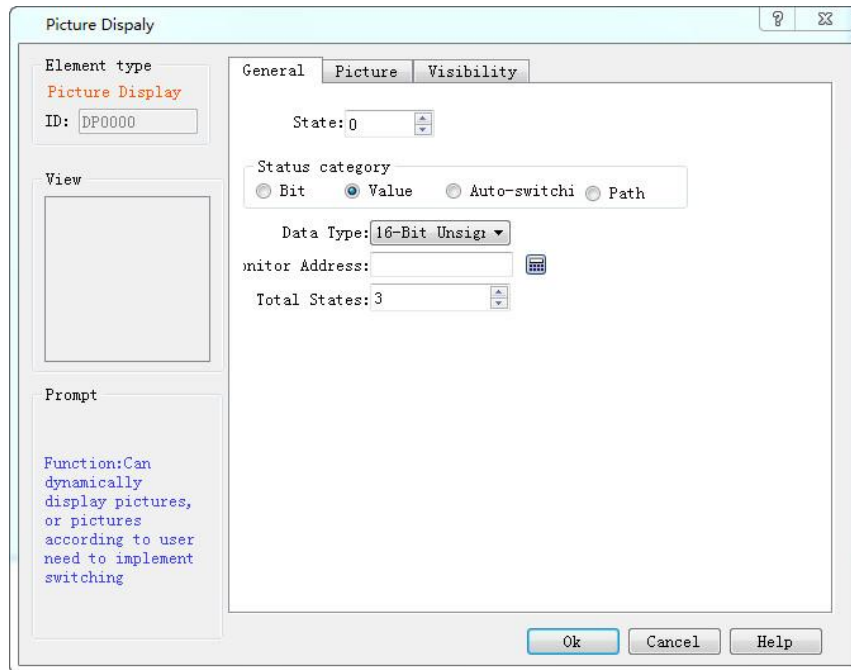 Picture Dispaly
Element type
Picture Display
ID: DP0000
View
Prompt
Function:Can
dynamically
display pictures,
or pictures
according to user
need to implement
switching
General Picture Visibility
State: 0
Status category
Bit Value Auto-switchi Path
Data Type: 16-Bit Unsigr
nitor Address:
Total States: 3
Ok Cancel Help